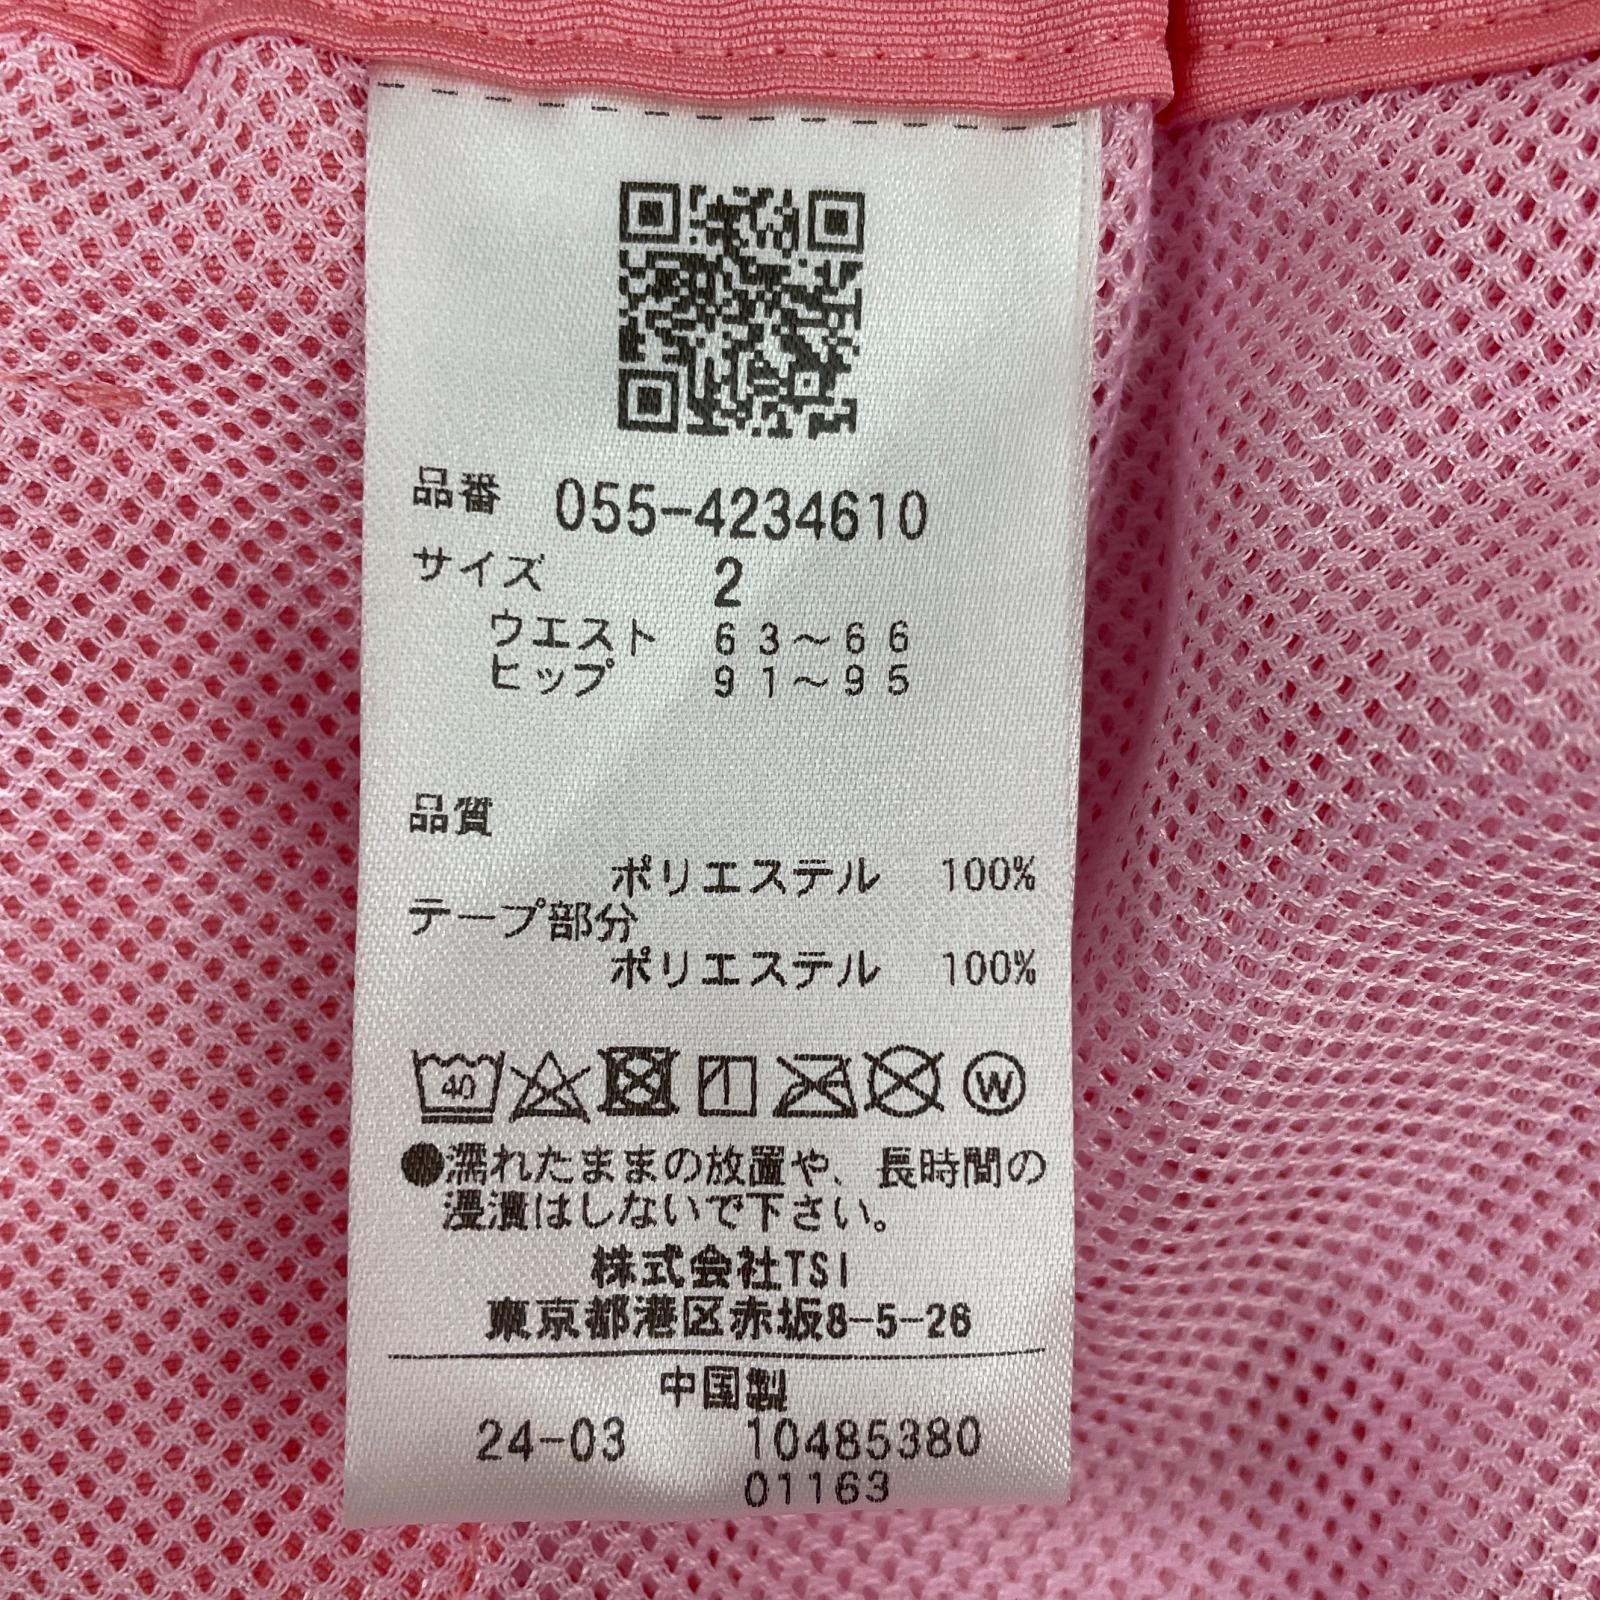 品番 055-4234610
サイズ 2
ウエスト 63〜66
ヒップ 91〜95
品質
ポリエステル 100%
テープ部分
ポリエステル 100%
40 W
●濡れたままの放置や、長時間の
浸漬はしないで下さい。
株式会社TSI
東京都港区赤坂8-5-26
中国製
24-03 10485380
01163